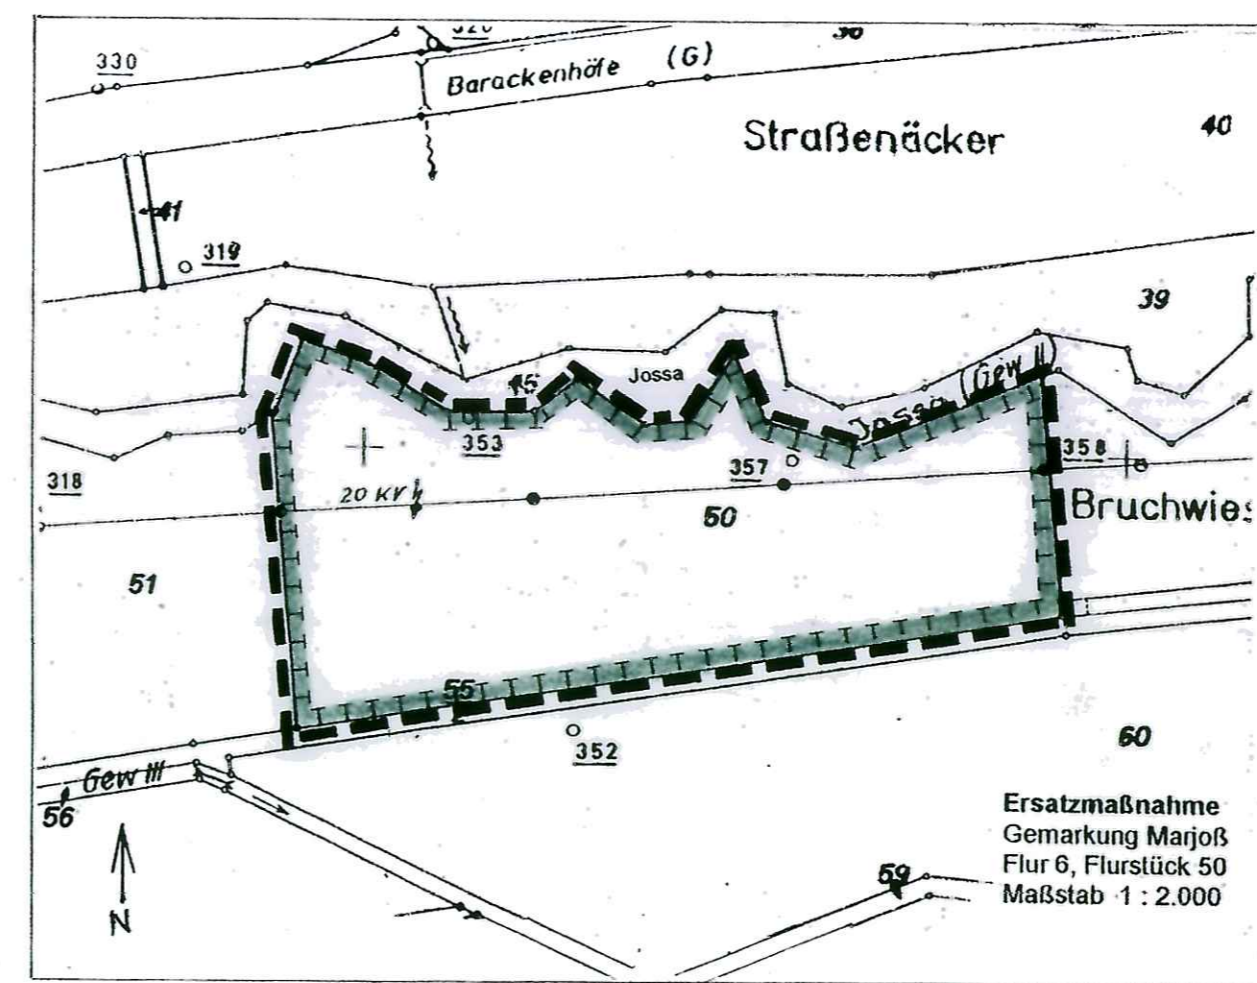 330
Barackenhöfe (G)
Straßenäcker
40
41
319
39
Jossa
Jossa (Gew II)
353
357
358
318
20 KV
50
Bruchwies
51
55
352
60
Gew III
56
N
59
Ersatzmaßnahme
Gemarkung Marjoß
Flur 6, Flurstück 50
Maßstab 1 : 2.000